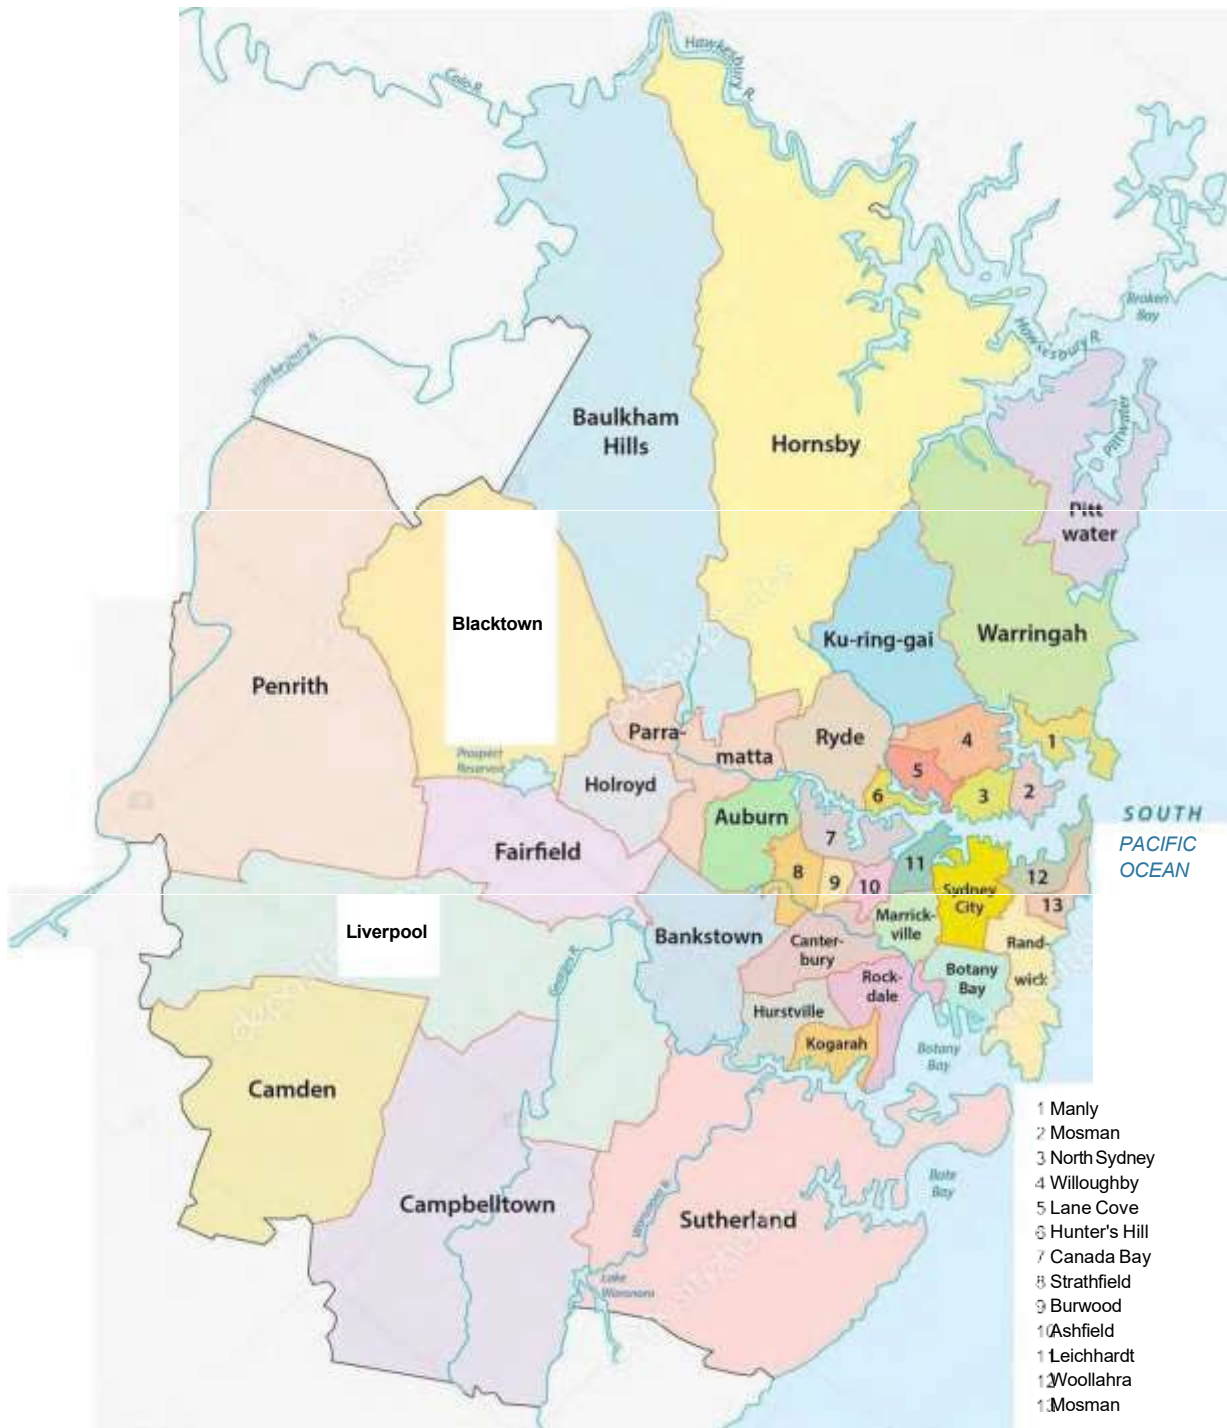 Hawkesbury R.
Colo R.
Broken
Bay
Hawkesbury R.
Hawkesbury R.
Baulkham
Hills
Hornsby
Pittwater
Pitt
water
Blacktown
Ku-ring-gai
Warringah
Penrith
Parra-
matta
Ryde
4
1
Prospect
Reservoir
Holroyd
5
6
3
2
Auburn
SOUTH
PACIFIC
OCEAN
Fairfield
7
8
9
10
11
12
Sydney
City
13
Liverpool
Bankstown
Marrick-
ville
Canter-
bury
Rand-
wick
Georges R.
Rock-
dale
Botany
Bay
Hurstville
Kogarah
Botany
Bay
Camden
1 Manly
2 Mosman
3 North Sydney
4 Willoughby
5 Lane Cove
6 Hunter's Hill
7 Canada Bay
8 Strathfield
9 Burwood
10 Ashfield
11 Leichhardt
12 Woollahra
13 Mosman
Bate
Bay
Campbelltown
Woronora R.
Sutherland
Lake
Woronora
depositphotos